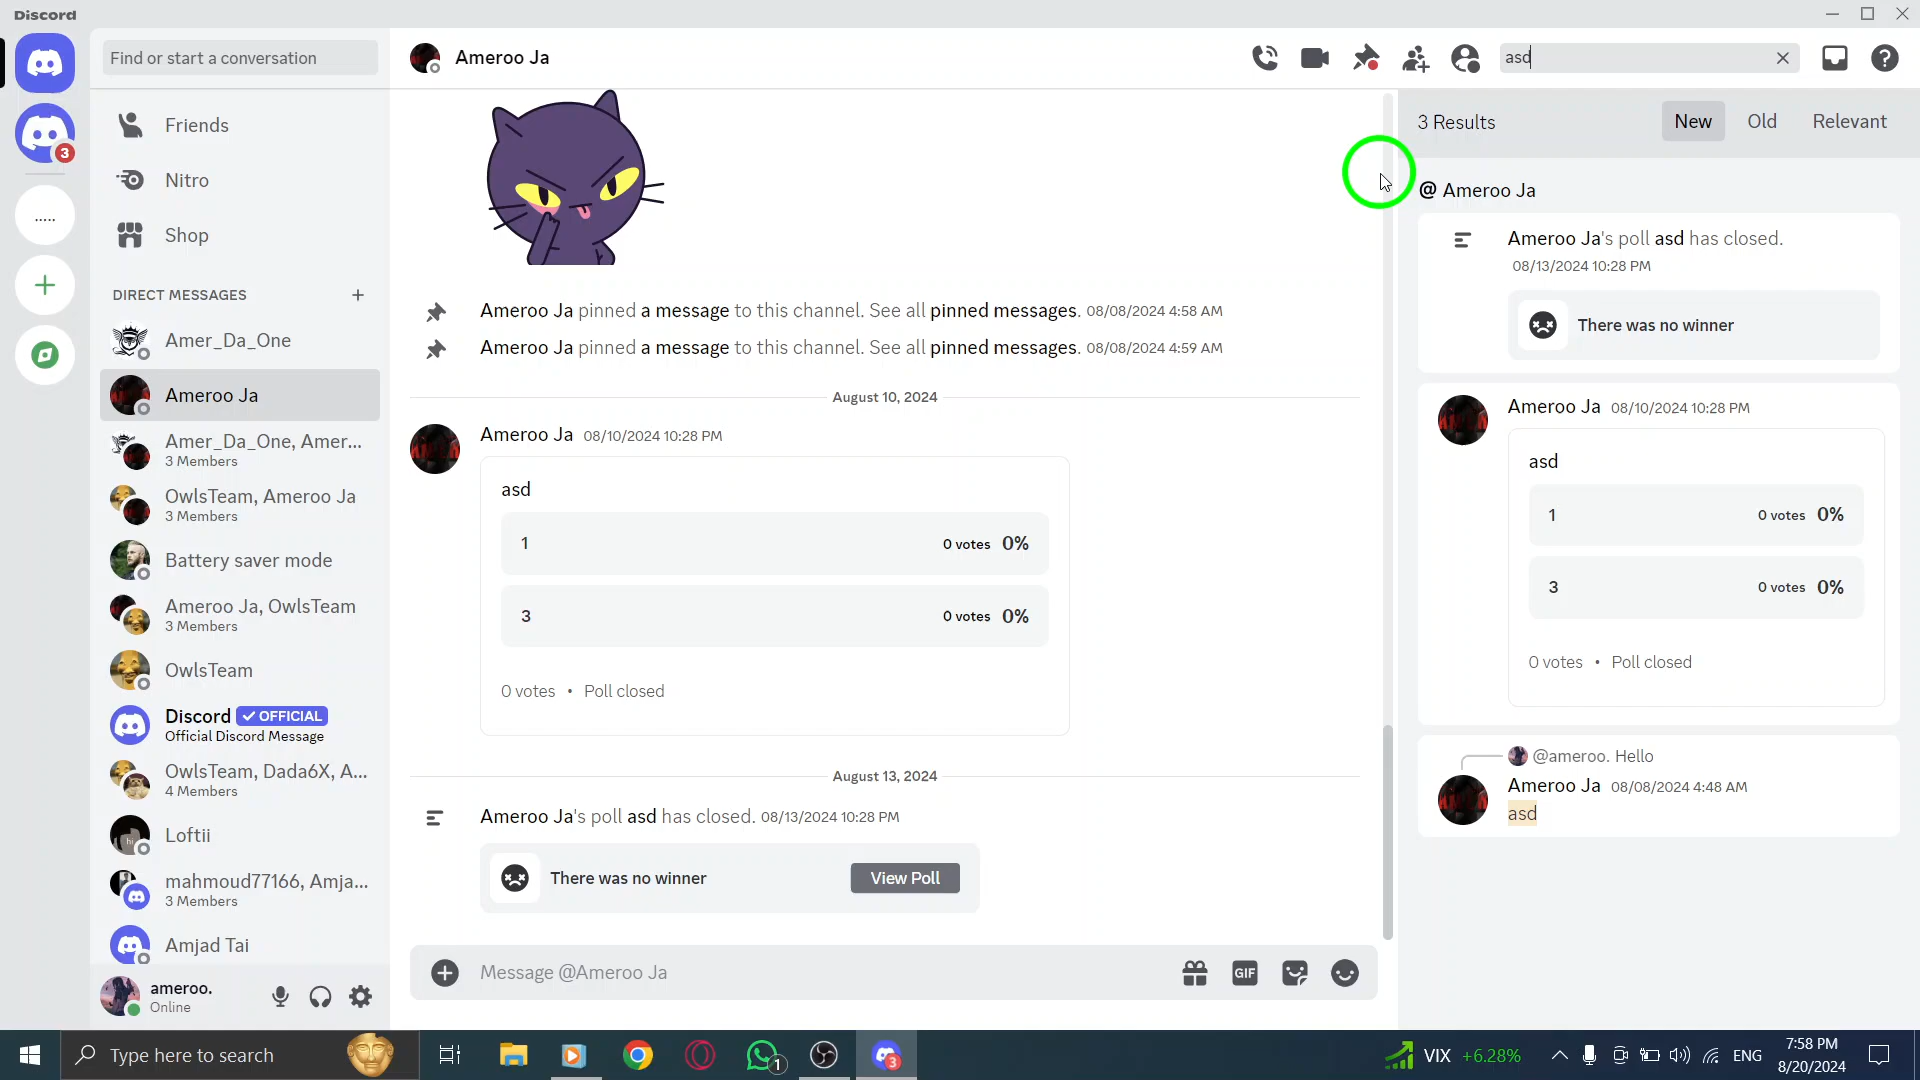 Discord
Find or start a conversation
Ameroo Ja
asd
3
.....
Friends
Nitro
Shop
DIRECT MESSAGES
Amer_Da_One
Ameroo Ja
Amer_Da_One, Amer...
3 Members
OwlsTeam, Ameroo Ja
3 Members
Battery saver mode
Ameroo Ja, OwlsTeam
3 Members
OwlsTeam
Discord OFFICIAL
Official Discord Message
OwlsTeam, Dada6X, A...
4 Members
Loftii
mahmoud77166, Amja...
3 Members
Amjad Tai
ameroo.
Online
Ameroo Ja pinned a message to this channel. See all pinned messages. 08/08/2024 4:58 AM
Ameroo Ja pinned a message to this channel. See all pinned messages. 08/08/2024 4:59 AM
August 10, 2024
Ameroo Ja 08/10/2024 10:28 PM
asd
1 0 votes 0%
3 0 votes 0%
0 votes • Poll closed
August 13, 2024
Ameroo Ja's poll asd has closed. 08/13/2024 10:28 PM
There was no winner View Poll
Message @Ameroo Ja
GIF
3 Results New Old Relevant
@ Ameroo Ja
Ameroo Ja's poll asd has closed.
08/13/2024 10:28 PM
There was no winner
Ameroo Ja 08/10/2024 10:28 PM
asd
1 0 votes 0%
3 0 votes 0%
0 votes • Poll closed
@ameroo. Hello
Ameroo Ja 08/08/2024 4:48 AM
asd
Type here to search
1
3
VIX +6.28%
ENG
7:58 PM
8/20/2024